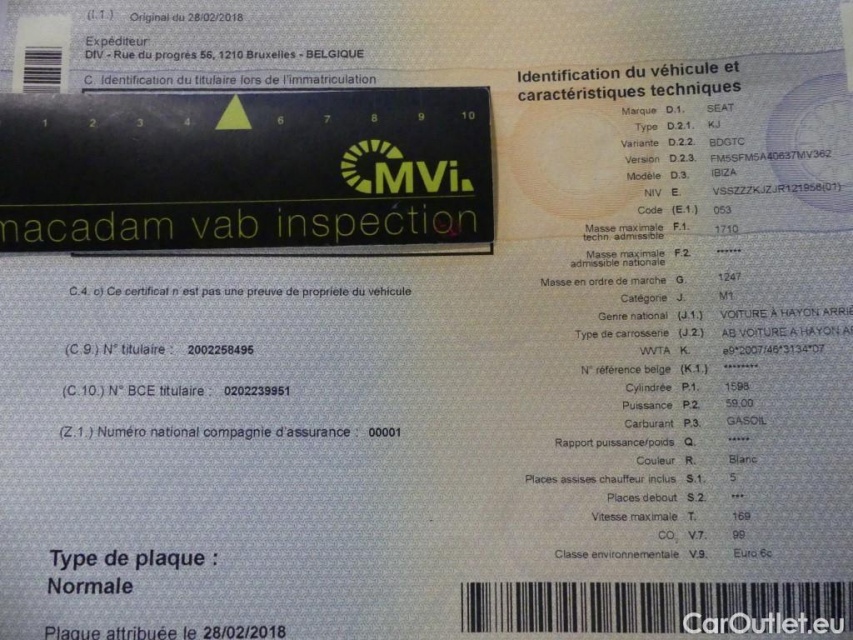 (I.1.) Original du 28/02/2018
Expéditeur
DIV - Rue du progrès 56, 1210 Bruxelles - BELGIQUE
C. Identification du titulaire lors de l'immatriculation
1 2 3 4 6 7 8 9 10
CMVi.
macadam vab inspection
C.4. c) Ce certificat n est pas une preuve de propriete du véhicule
(C.9.) N° titulaire : 2002258495
(C.10.) N° BCE titulaire : 0202239951
(Z.1.) Numéro national compagnie d'assurance : 00001
Type de plaque :
Normale
Plaque attribuée le 28/02/2018
Identification du véhicule et
caractéristiques techniques
Marque D.1. SEAT
Type D.2.1. KJ
Variante D.2.2. BDGTC
Version D.2.3. FM5SFM5A40637MV362
Modèle D.3. IBIZA
NIV E. VSSZZZKJZJR121956(01)
Code (E.1.) 053
Masse maximale techn. admissible F.1. 1710
Masse maximale admissible nationale F.2. ******
Masse en ordre de marche G. 1247
Catégorie J. M1
Genre national (J.1.) VOITURE A HAYON ARRIÈ
Type de carrosserie (J.2.) AB VOITURE A HAYON A
WVTA K. e9*2007/46*3134*07
N° référence belge (K.1.) ********
Cylindrée P.1. 1598
Puissance P.2. 59,00
Carburant P.3. GASOIL
Rapport puissance/poids Q. *****
Couleur R. Blanc
Places assises chauffeur inclus S.1. 5
Places debout S.2. ***
Vitesse maximale T. 169
CO₂ V.7. 99
Classe environnementale V.9. Euro 6c
CarOutlet.eu